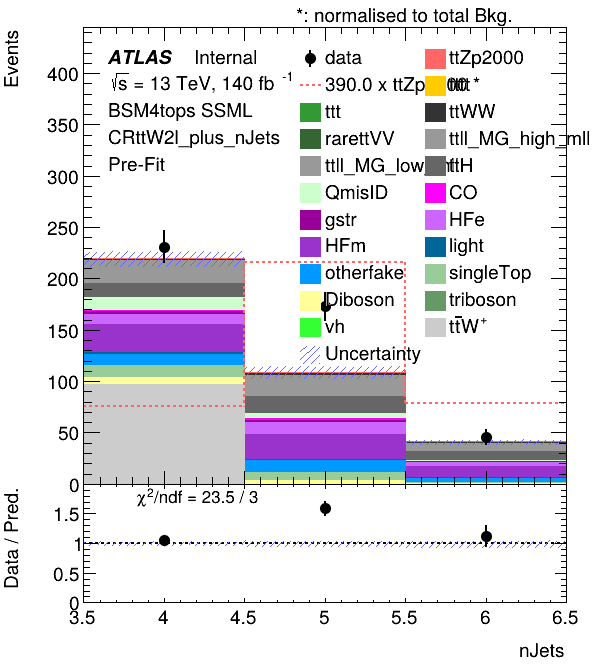 *: normalised to total Bkg.
Events
ATLAS Internal
√s = 13 TeV, 140 fb⁻¹
BSM4tops SSML
CRttW2l_plus_nJets
Pre-Fit
data
ttZp2000
390.0 x ttZp2000
tttt *
ttt
ttWW
rarettVV
ttll_MG_high_mll
ttll_MG_low_mll
ttH
QmisID
CO
gstr
HFe
HFm
light
otherfake
singleTop
Diboson
triboson
vh
tt̄W⁺
Uncertainty
400
350
300
250
200
150
100
50
0
χ²/ndf = 23.5 / 3
Data / Pred.
1.5
1
0.5
0
3.5 4 4.5 5 5.5 6 6.5
nJets